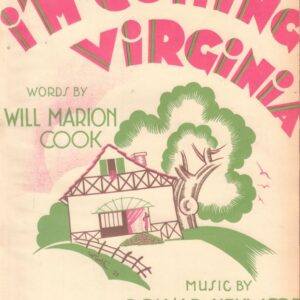 I'M COMING
VIRGINIA
WORDS BY
WILL MARION
COOK
MUSIC BY